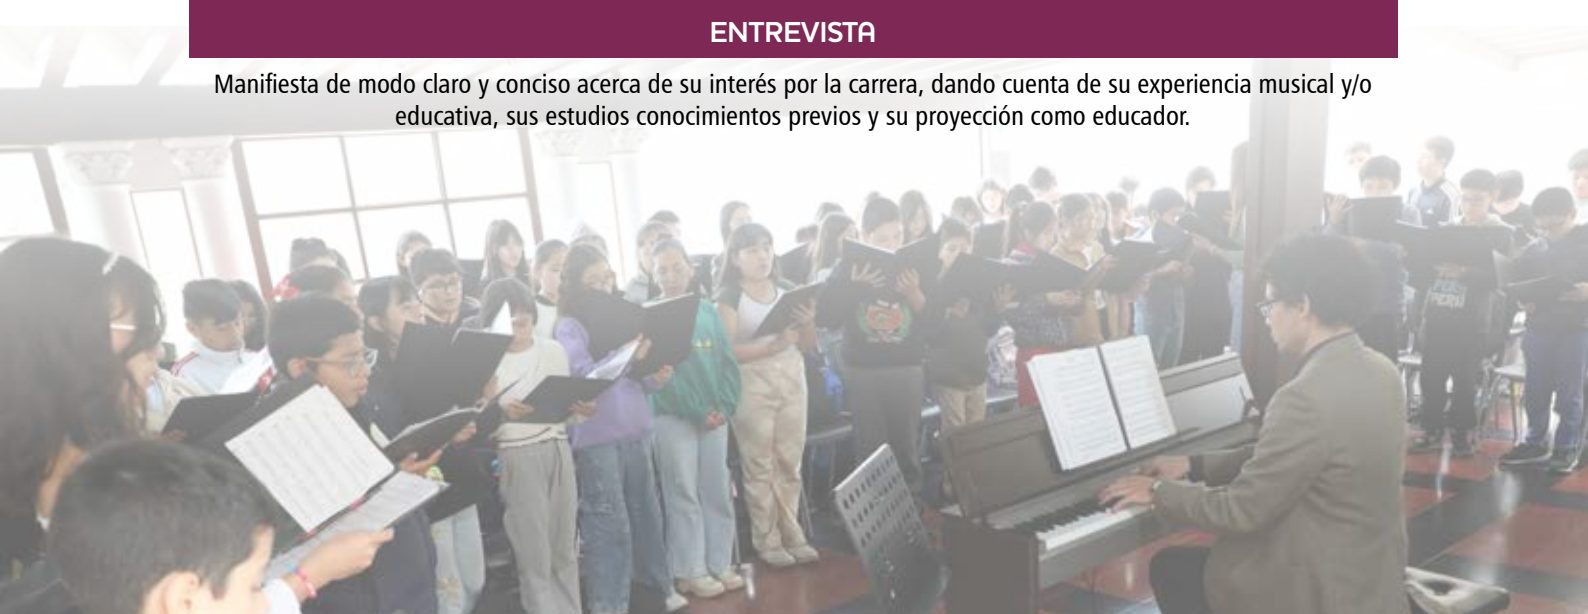 ENTREVISTA
Manifiesta de modo claro y conciso acerca de su interés por la carrera, dando cuenta de su experiencia musical y/o
educativa, sus estudios conocimientos previos y su proyección como educador.